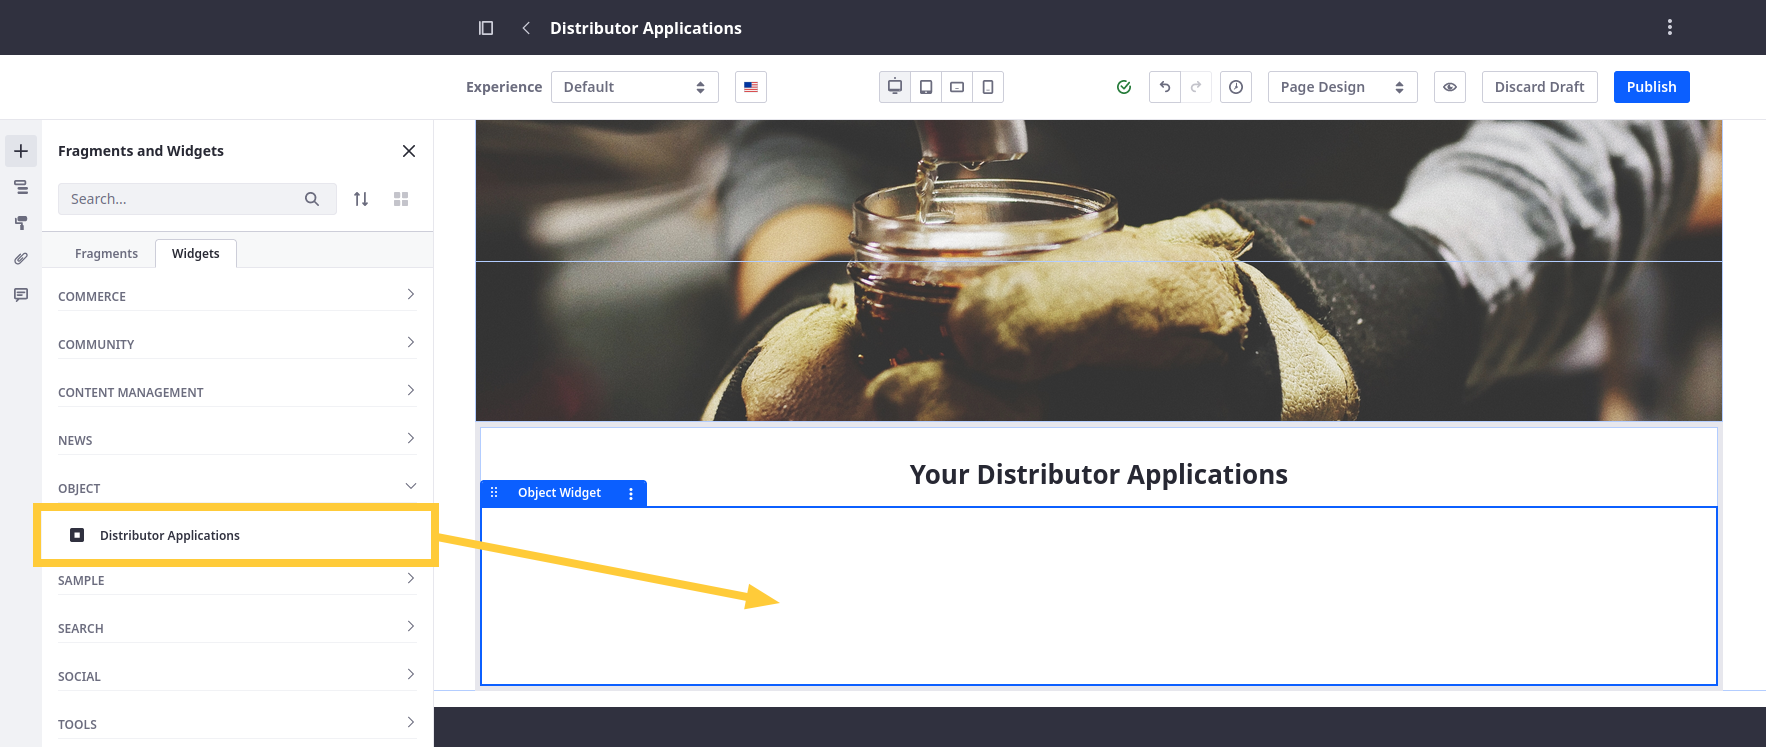 Distributor Applications
Experience
Default
Page Design
Discard Draft
Publish
Fragments and Widgets
Search...
Fragments
Widgets
COMMERCE
COMMUNITY
CONTENT MANAGEMENT
NEWS
OBJECT
Distributor Applications
SAMPLE
SEARCH
SOCIAL
TOOLS
Your Distributor Applications
Object Widget